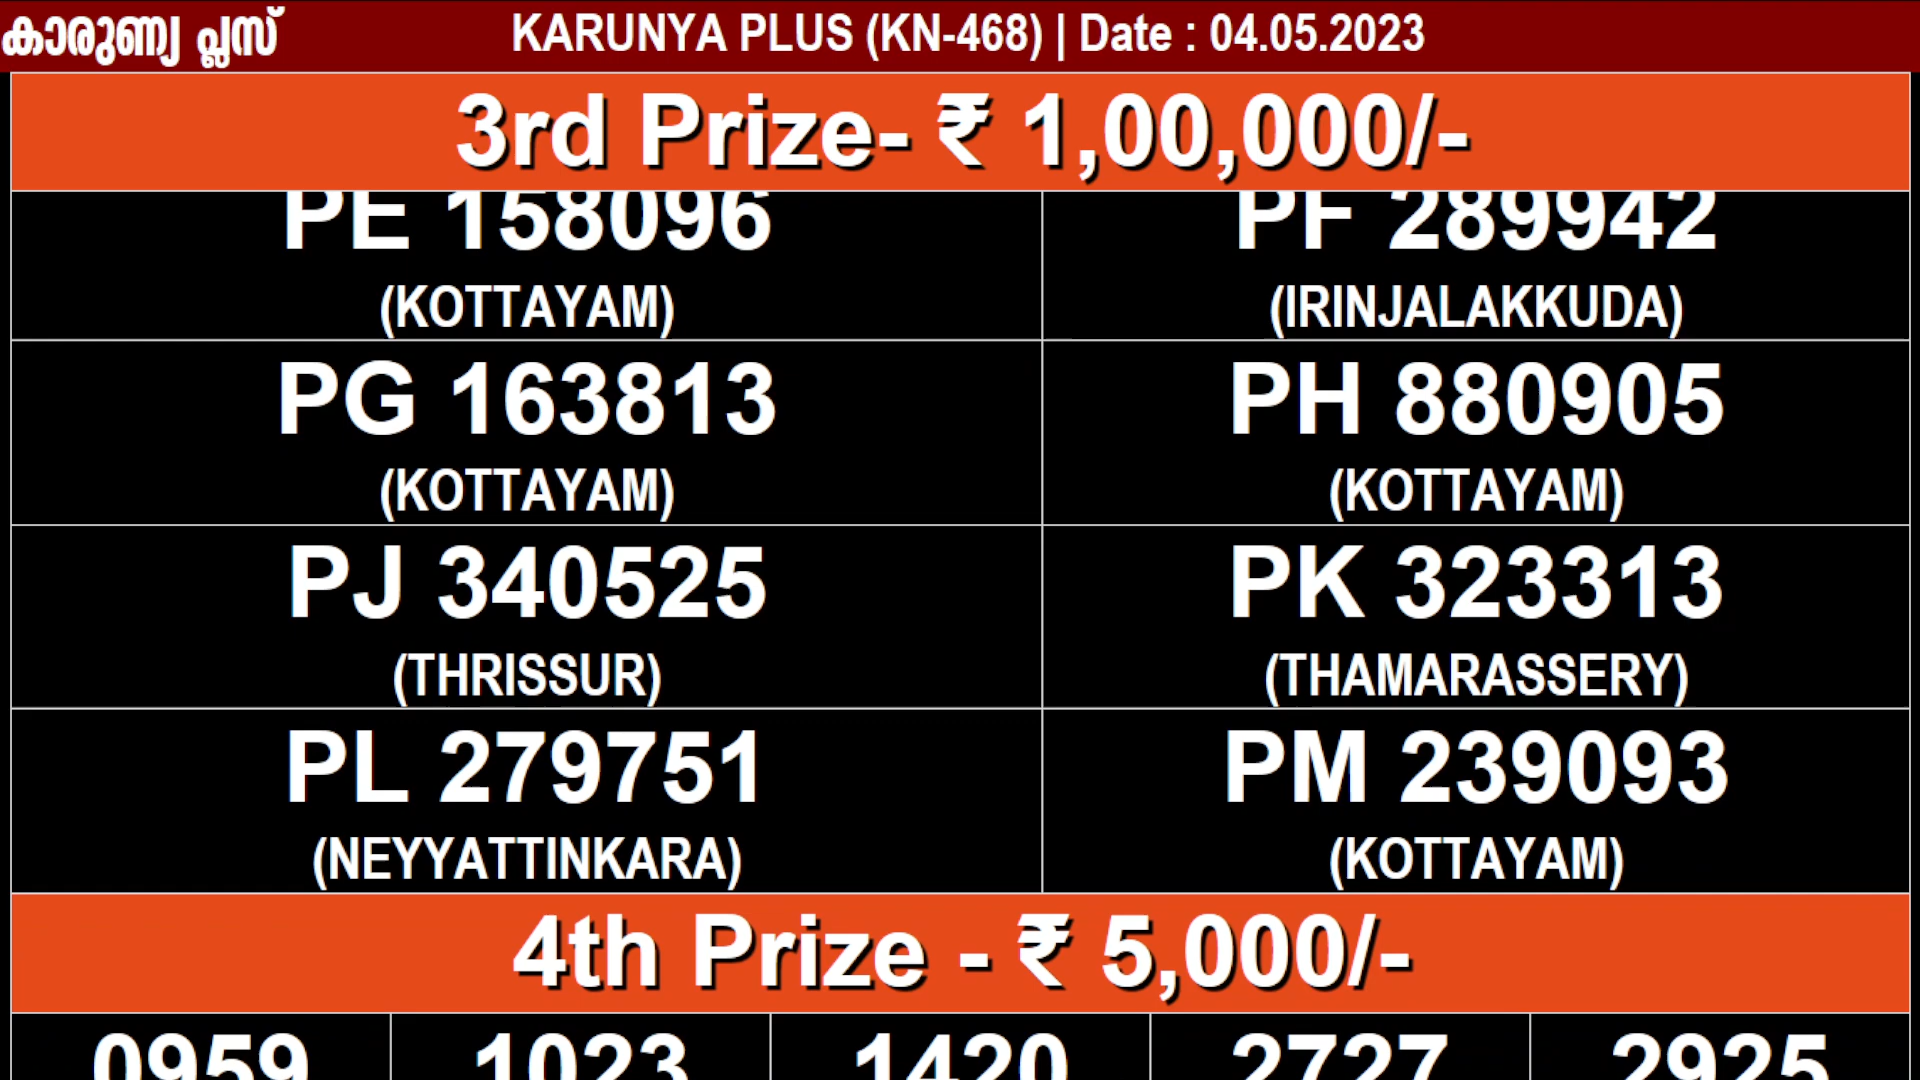 കാരുണ്യ പ്ലസ് KARUNYA PLUS (KN-468) | Date : 04.05.2023
3rd Prize- ₹ 1,00,000/-
PE 158096 PF 289942
(KOTTAYAM) (IRINJALAKKUDA)
PG 163813 PH 880905
(KOTTAYAM) (KOTTAYAM)
PJ 340525 PK 323313
(THRISSUR) (THAMARASSERY)
PL 279751 PM 239093
(NEYYATTINKARA) (KOTTAYAM)
4th Prize - ₹ 5,000/-
0959 1023 1420 2727 2925